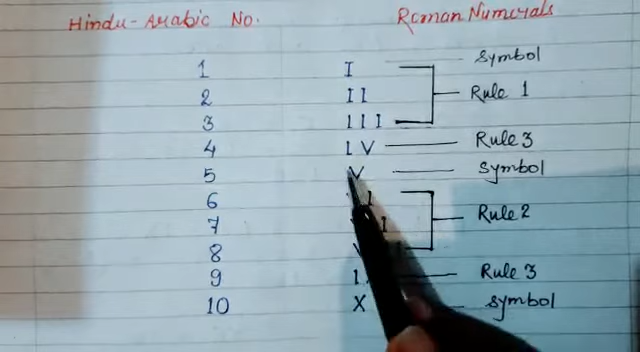 Hindu-Arabic No. Roman Numerals
1 I Symbol
2 II Rule 1
3 III
4 IV Rule 3
5 V Symbol
6
7 Rule 2
8
9 Rule 3
10 X Symbol